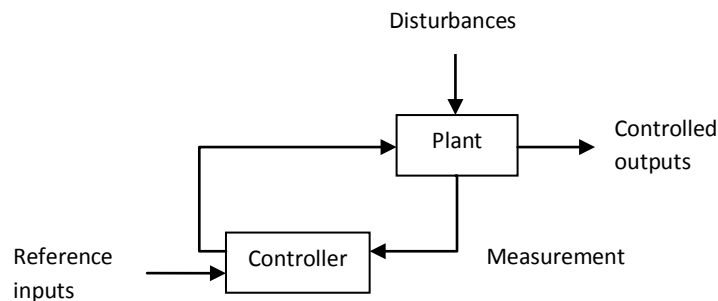 Disturbances
Plant
Controlled
outputs
Controller
Measurement
Reference
inputs